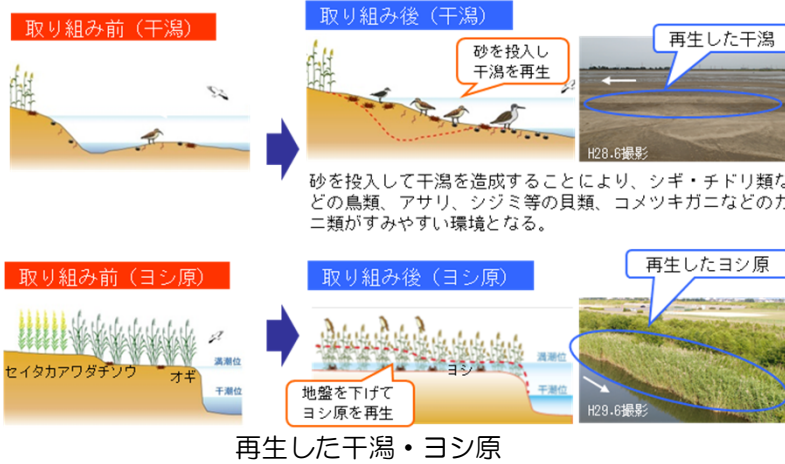 取り組み前（干潟）
取り組み後（干潟）
砂を投入し
干潟を再生
再生した干潟
H28.6撮影
砂を投入して干潟を造成することにより、シギ・チドリ類な
どの鳥類、アサリ、シジミ等の貝類、コメツキガニなどのカ
ニ類がすみやすい環境となる。
取り組み前（ヨシ原）
取り組み後（ヨシ原）
再生したヨシ原
満潮位
セイタカアワダチソウ
オギ
干潮位
満潮位
ヨシ
干潮位
地盤を下げて
ヨシ原を再生
H29.6撮影
再生した干潟・ヨシ原